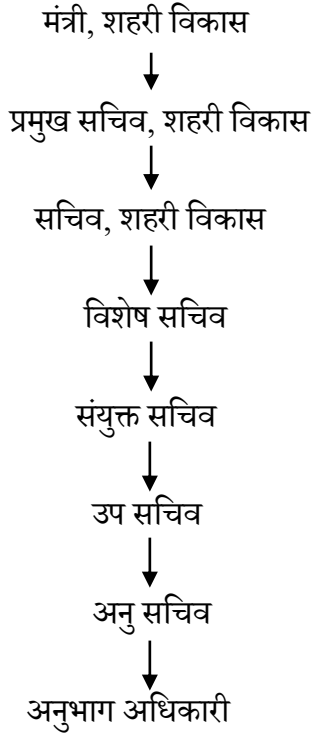 मंत्री, शहरी विकास
प्रमुख सचिव, शहरी विकास
सचिव, शहरी विकास
विशेष सचिव
संयुक्त सचिव
उप सचिव
अनु सचिव
अनुभाग अधिकारी